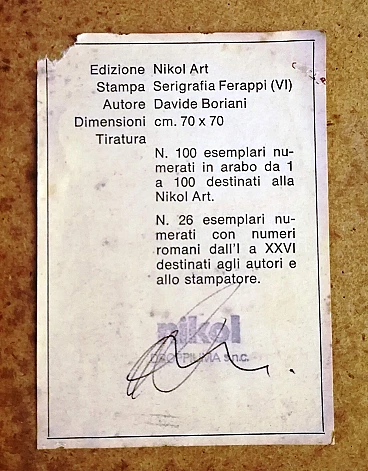 Edizione Nikol Art
Stampa Serigrafia Ferappi (VI)
Autore Davide Boriani
Dimensioni cm. 70 x 70
Tiratura
N. 100 esemplari nu-
merati in arabo da 1
a 100 destinati alla
Nikol Art.
N. 26 esemplari nu-
merati con numeri
romani dall'I a XXVI
destinati agli autori e
allo stampatore.
nikol
s.n.c.